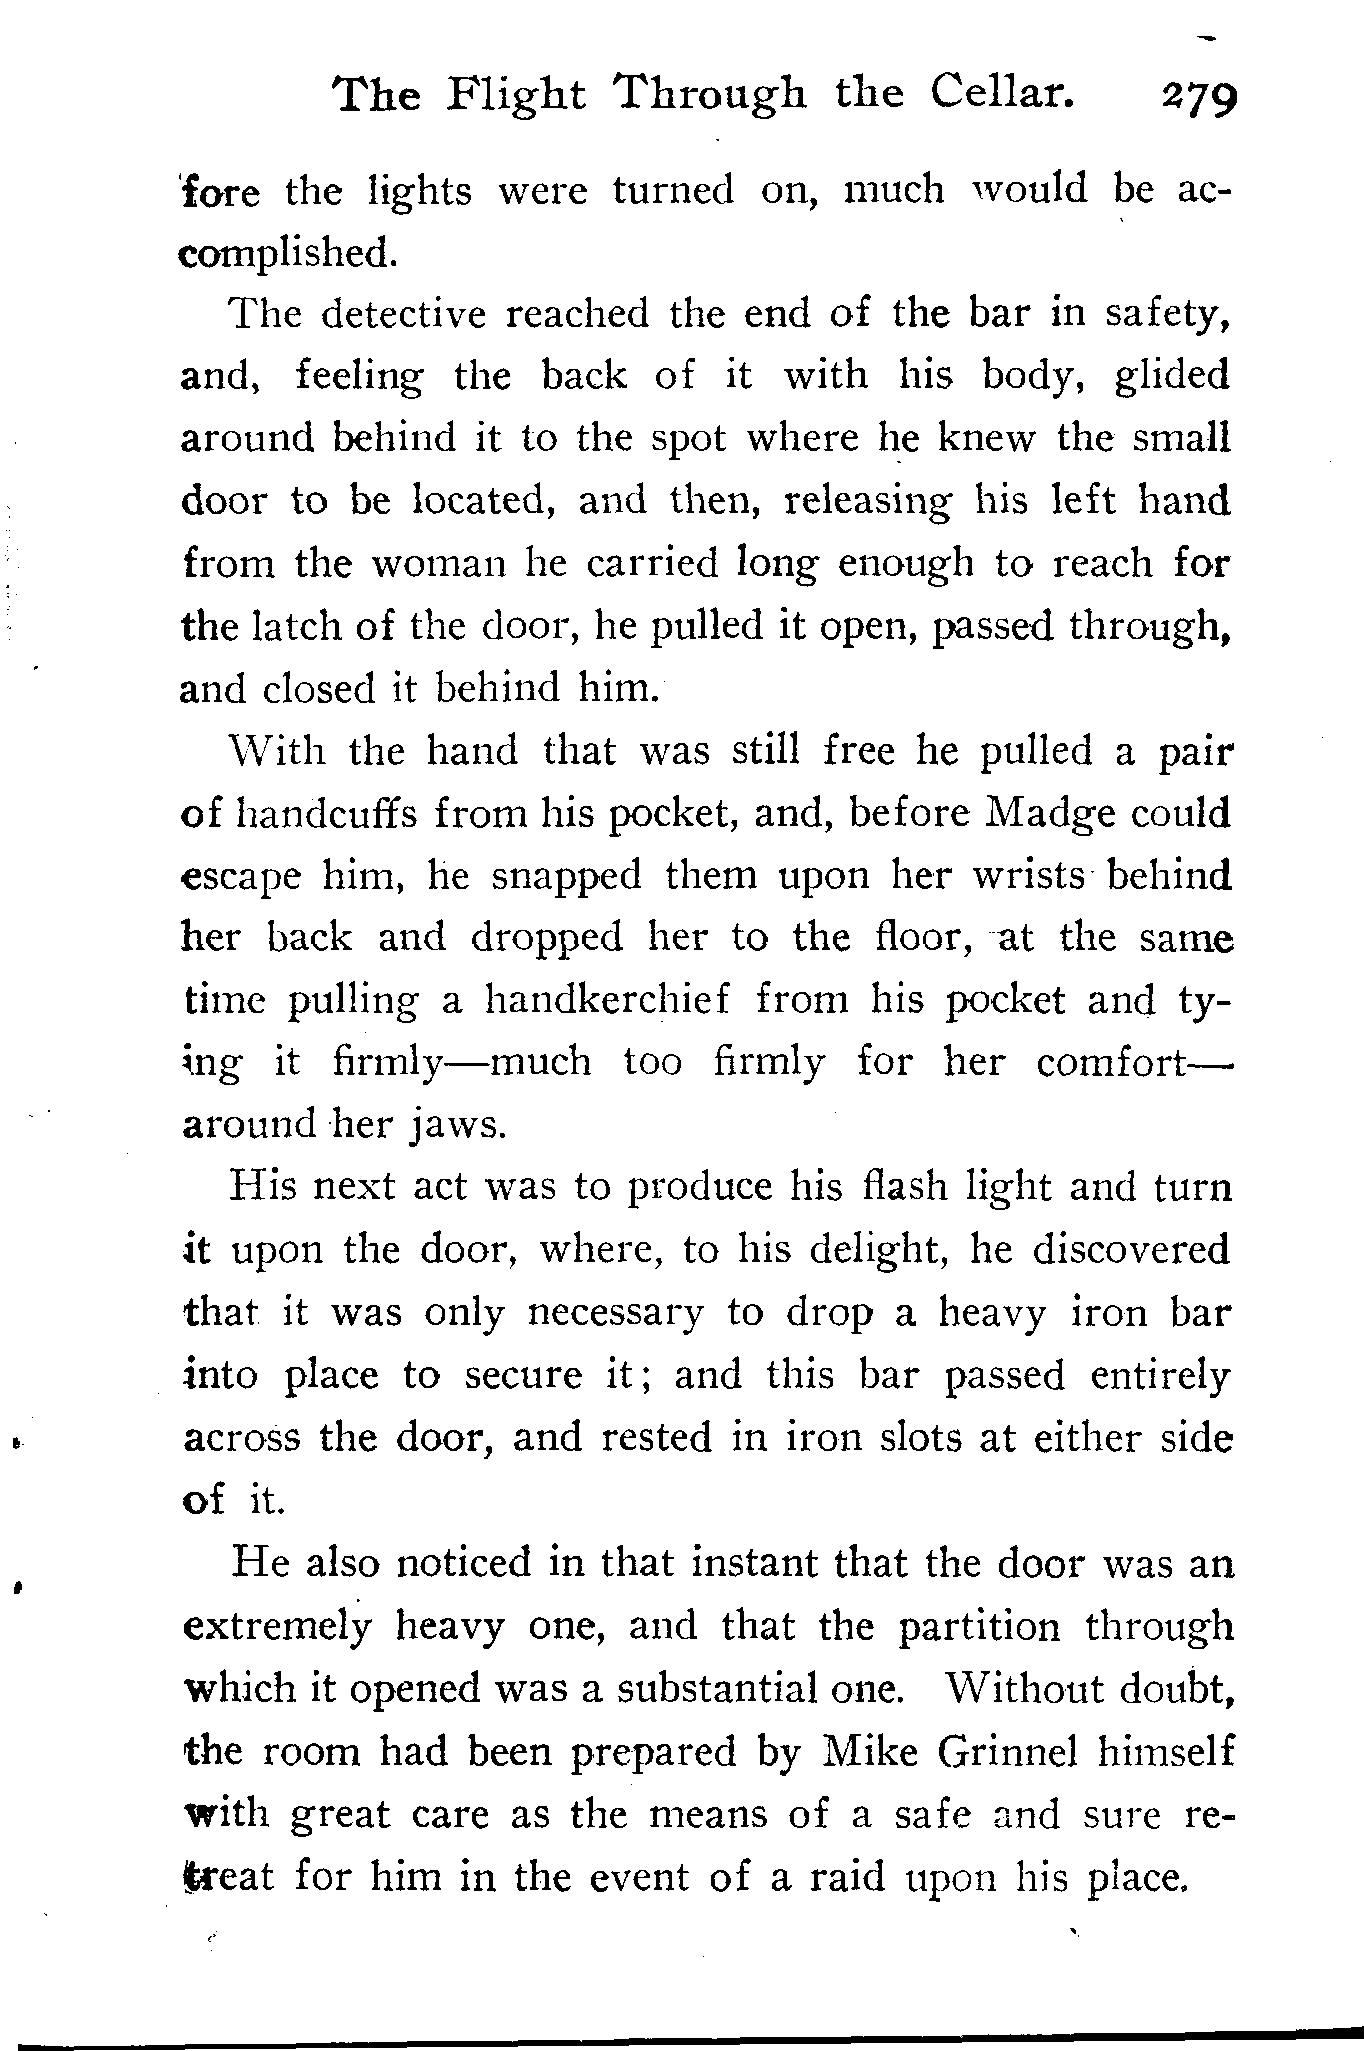 The Flight Through the Cellar. 279
fore the lights were turned on, much would be ac-
complished.
The detective reached the end of the bar in safety,
and, feeling the back of it with his body, glided
around behind it to the spot where he knew the small
door to be located, and then, releasing his left hand
from the woman he carried long enough to reach for
the latch of the door, he pulled it open, passed through,
and closed it behind him.
With the hand that was still free he pulled a pair
of handcuffs from his pocket, and, before Madge could
escape him, he snapped them upon her wrists behind
her back and dropped her to the floor, at the same
time pulling a handkerchief from his pocket and ty-
ing it firmly—much too firmly for her comfort—
around her jaws.
His next act was to produce his flash light and turn
it upon the door, where, to his delight, he discovered
that it was only necessary to drop a heavy iron bar
into place to secure it; and this bar passed entirely
across the door, and rested in iron slots at either side
of it.
He also noticed in that instant that the door was an
extremely heavy one, and that the partition through
which it opened was a substantial one. Without doubt,
the room had been prepared by Mike Grinnel himself
with great care as the means of a safe and sure re-
treat for him in the event of a raid upon his place.